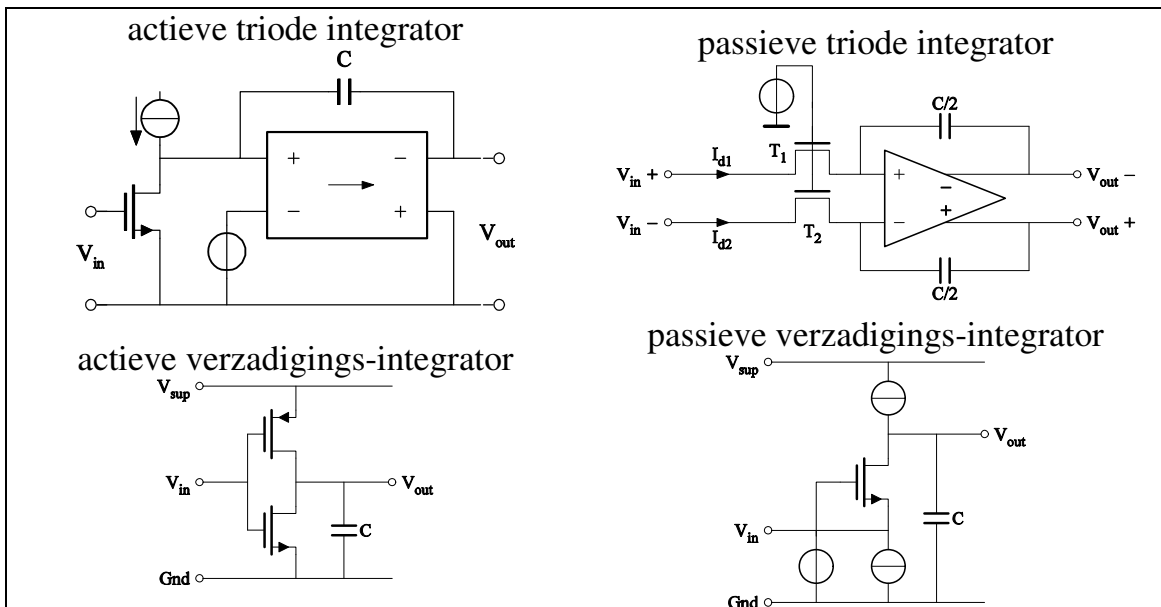 actieve triode integrator
C
+ −
− +
V_in
V_out
passieve triode integrator
C/2
V_in + I_d1 T_1 + − V_out −
V_in − I_d2 T_2 − + V_out +
C/2
actieve verzadigings-integrator
V_sup
V_in V_out
C
Gnd
passieve verzadigings-integrator
V_sup
V_out
C
V_in
Gnd